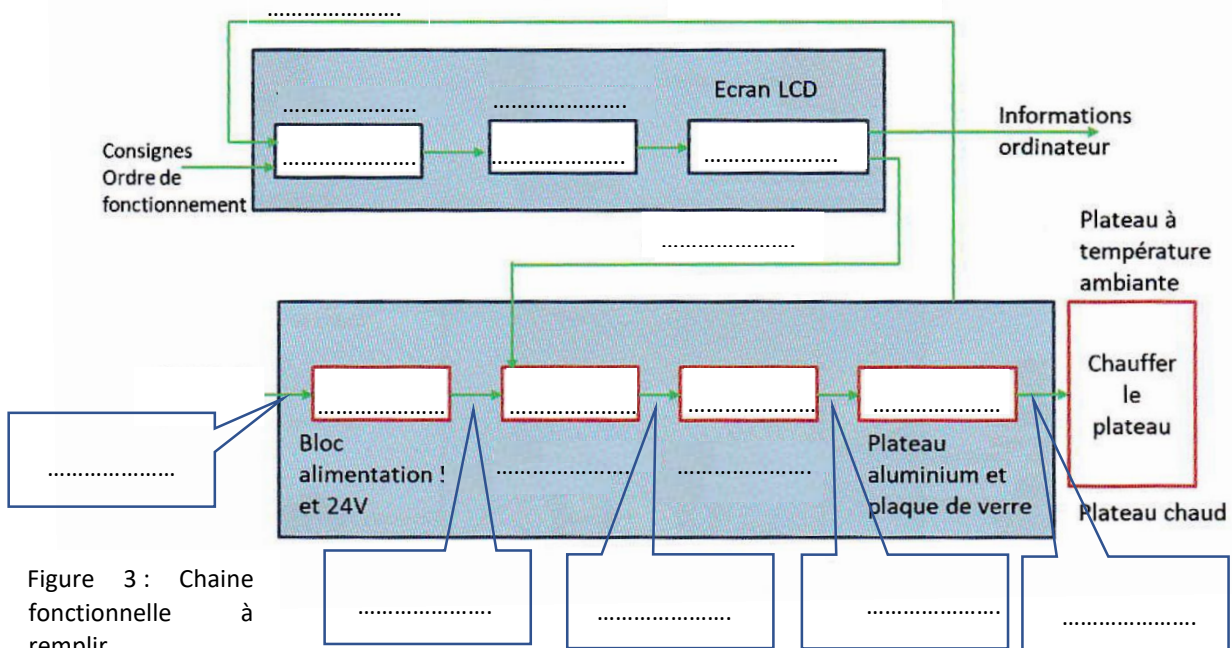 ………………….
Ecran LCD
………………….
………………….
………………….
………………….
………………….
Informations
ordinateur
Consignes
Ordre de
fonctionnement
………………….
Plateau à
température
ambiante
Chauffer
le
plateau
Plateau chaud
………………….
………………….
………………….
………………….
…………………
Bloc
alimentation !
et 24V
………………….
………………….
Plateau
aluminium et
plaque de verre
………………….
………………….
………………….
………………….
Figure 3 : Chaine
fonctionnelle à
remplir